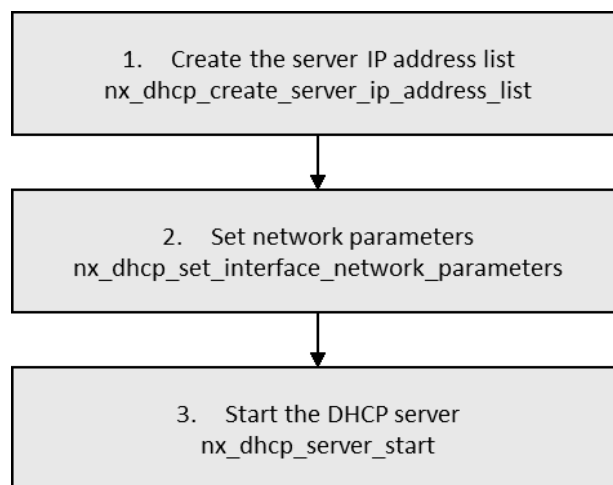 1. Create the server IP address list
nx_dhcp_create_server_ip_address_list
2. Set network parameters
nx_dhcp_set_interface_network_parameters
3. Start the DHCP server
nx_dhcp_server_start